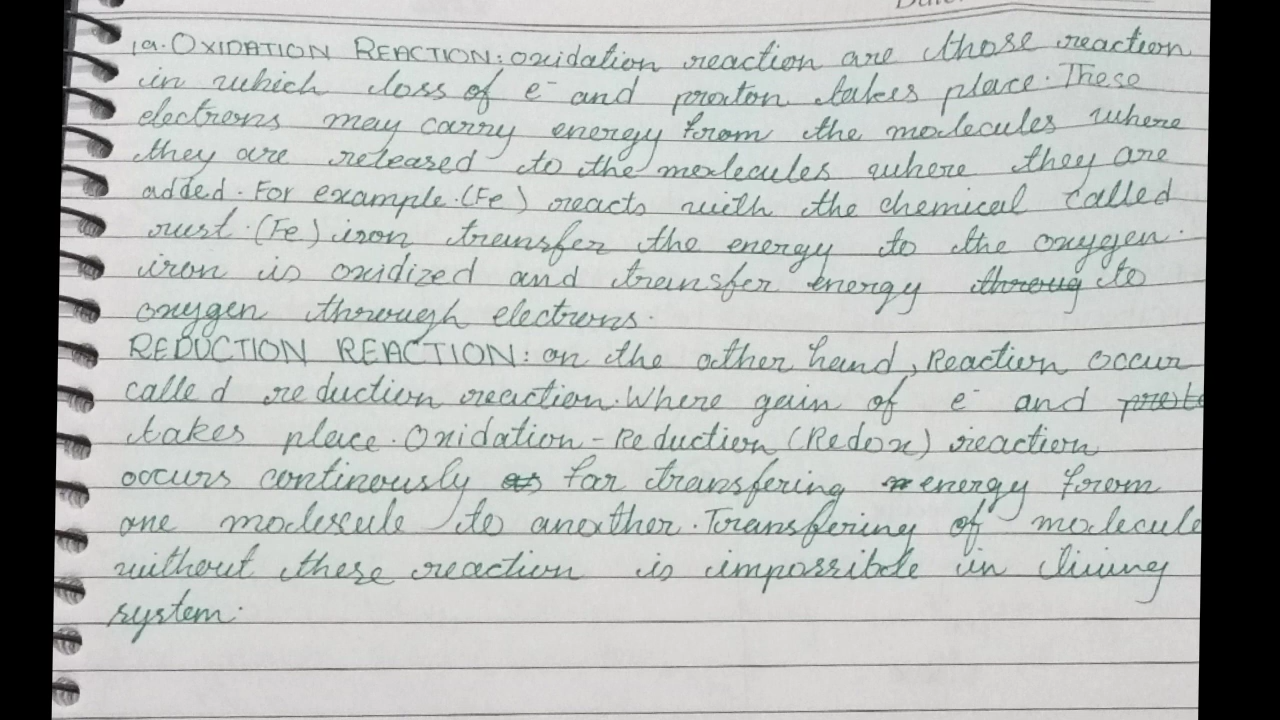 Date:
1a. OXIDATION REACTION: oxidation reaction are those reaction
in which loss of e⁻ and proton takes place. These
electrons may carry energy from the molecules where
they are released to the molecules where they are
added. For example. (Fe) reacts with the chemical called
rust. (Fe) iron transfer the energy to the oxygen.
iron is oxidized and transfer energy throug to
oxygen through electrons.
REDUCTION REACTION: on the other hand, Reaction occur
called reduction reaction. Where gain of e⁻ and proto
takes place. Oxidation-Reduction (Redox) reaction
occurs continously as for transfering energy from
one molescule to another. Transfering of molecule
without these reaction is impossible in living
system.